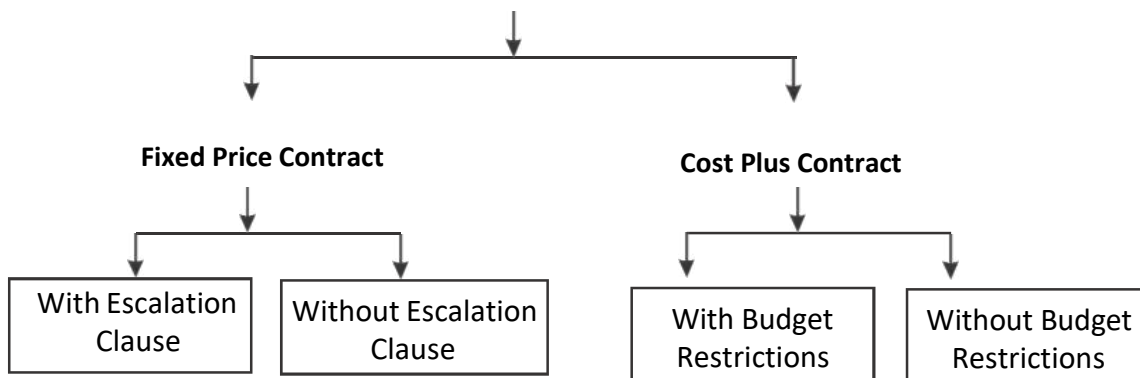 Fixed Price Contract
Cost Plus Contract
With Escalation
Clause
Without Escalation
Clause
With Budget
Restrictions
Without Budget
Restrictions